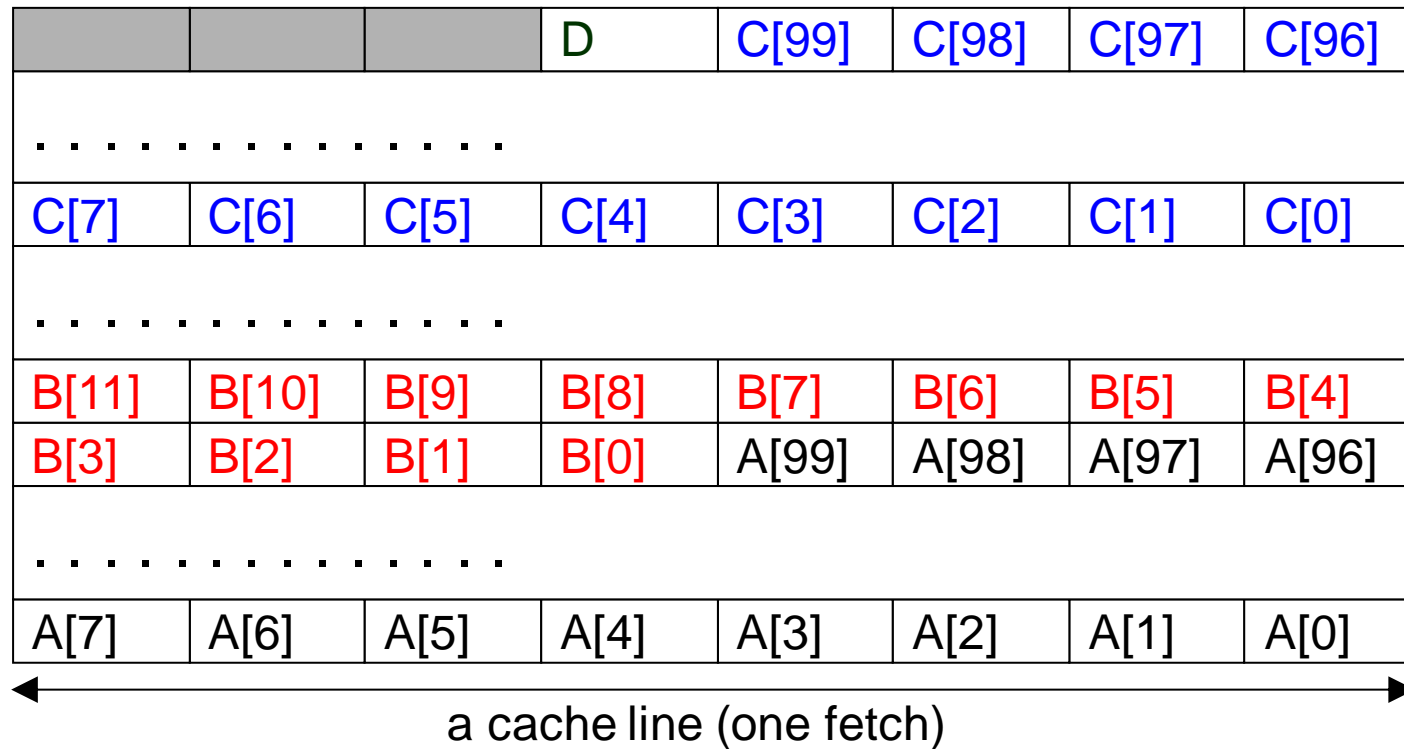 D C[99] C[98] C[97] C[96]
. . . . . . . . . . . . . .
C[7] C[6] C[5] C[4] C[3] C[2] C[1] C[0]
. . . . . . . . . . . . . .
B[11] B[10] B[9] B[8] B[7] B[6] B[5] B[4]
B[3] B[2] B[1] B[0] A[99] A[98] A[97] A[96]
. . . . . . . . . . . . . .
A[7] A[6] A[5] A[4] A[3] A[2] A[1] A[0]
a cache line (one fetch)